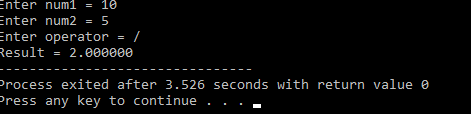 Enter num1 = 10
Enter num2 = 5
Enter operator = /
Result = 2.000000
--------------------------------
Process exited after 3.526 seconds with return value 0
Press any key to continue . . .